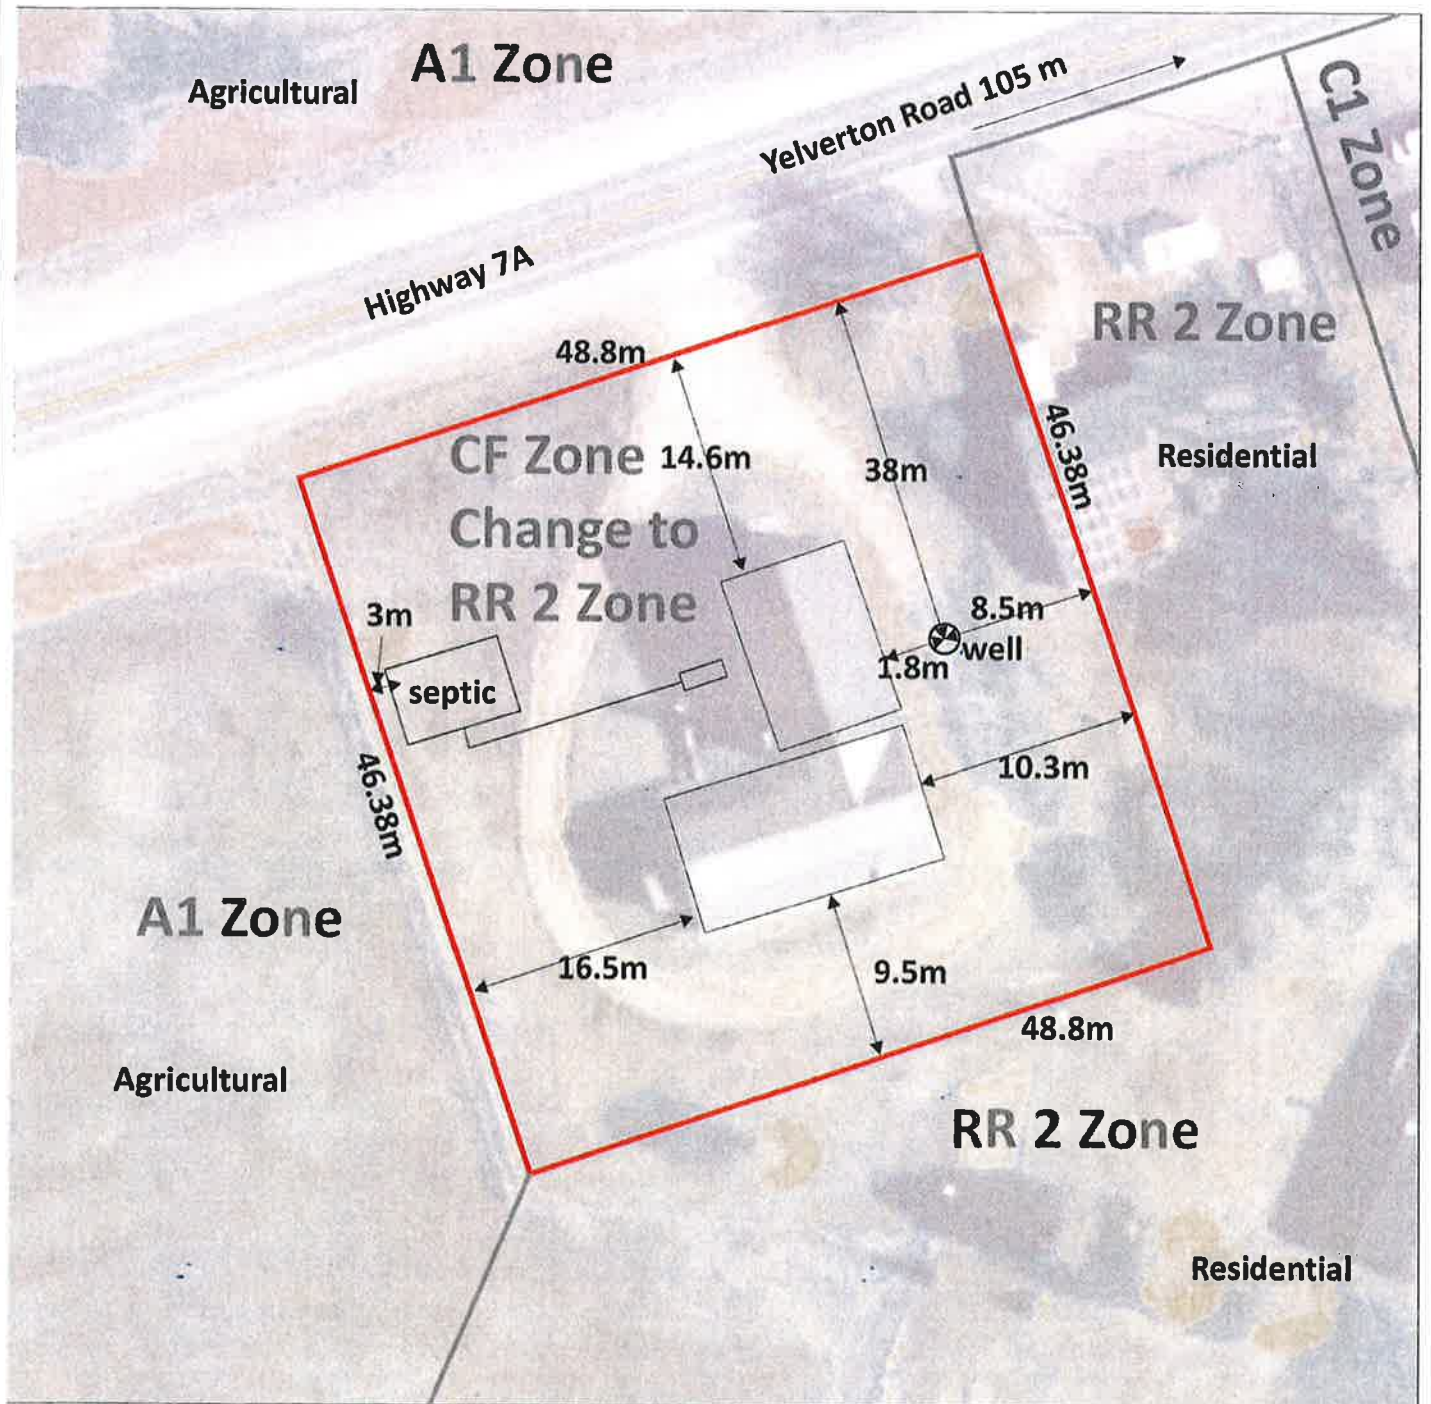 A1 Zone
Agricultural
Yelverton Road 105 m
C1 Zone
Highway 7A
RR 2 Zone
48.8m
CF Zone
Change to
RR 2 Zone
14.6m
38m
46.38m
Residential
3m
septic
8.5m
well
1.8m
10.3m
46.38m
A1 Zone
16.5m
9.5m
48.8m
Agricultural
RR 2 Zone
Residential